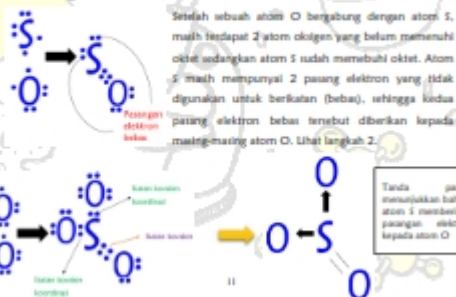 Setelah sebuah atom O bergabung dengan atom S,
masih terdapat 2 atom oksigen yang belum memenuhi
oktet sedangkan atom S sudah memebuhi oktet. Atom
S masih mempunyai 2 pasang elektron yang tidak
digunakan untuk berikatan (bebas), sehingga kedua
pasang elektron bebas tersebut diberikan kepada
masing-masing atom O. Lihat langkah 2.
S
O
S
O
Pasangan
elektron
bebas
O
Ikatan kovalen
koordinasi
O
S
Ikatan kovalen
O
Ikatan kovalen
koordinasi
O
O
S
O
Tanda
menunjukkan
atom S
pasangan
kepada atom O
11